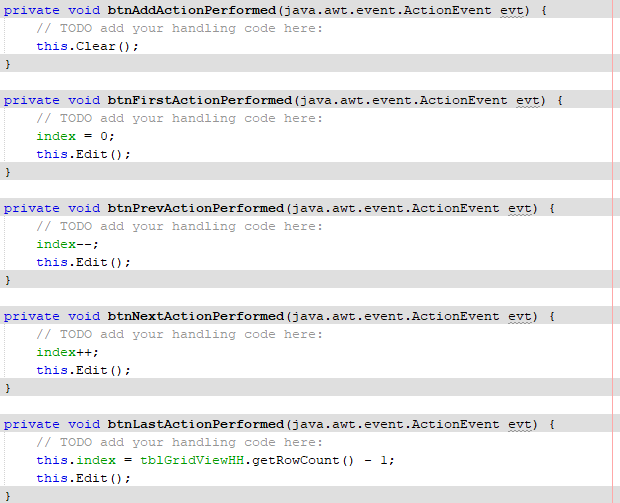 private void btnAddActionPerformed(java.awt.event.ActionEvent evt) {
    // TODO add your handling code here:
    this.Clear();
}
private void btnFirstActionPerformed(java.awt.event.ActionEvent evt) {
    // TODO add your handling code here:
    index = 0;
    this.Edit();
}
private void btnPrevActionPerformed(java.awt.event.ActionEvent evt) {
    // TODO add your handling code here:
    index--;
    this.Edit();
}
private void btnNextActionPerformed(java.awt.event.ActionEvent evt) {
    // TODO add your handling code here:
    index++;
    this.Edit();
}
private void btnLastActionPerformed(java.awt.event.ActionEvent evt) {
    // TODO add your handling code here:
    this.index = tblGridViewHH.getRowCount() - 1;
    this.Edit();
}